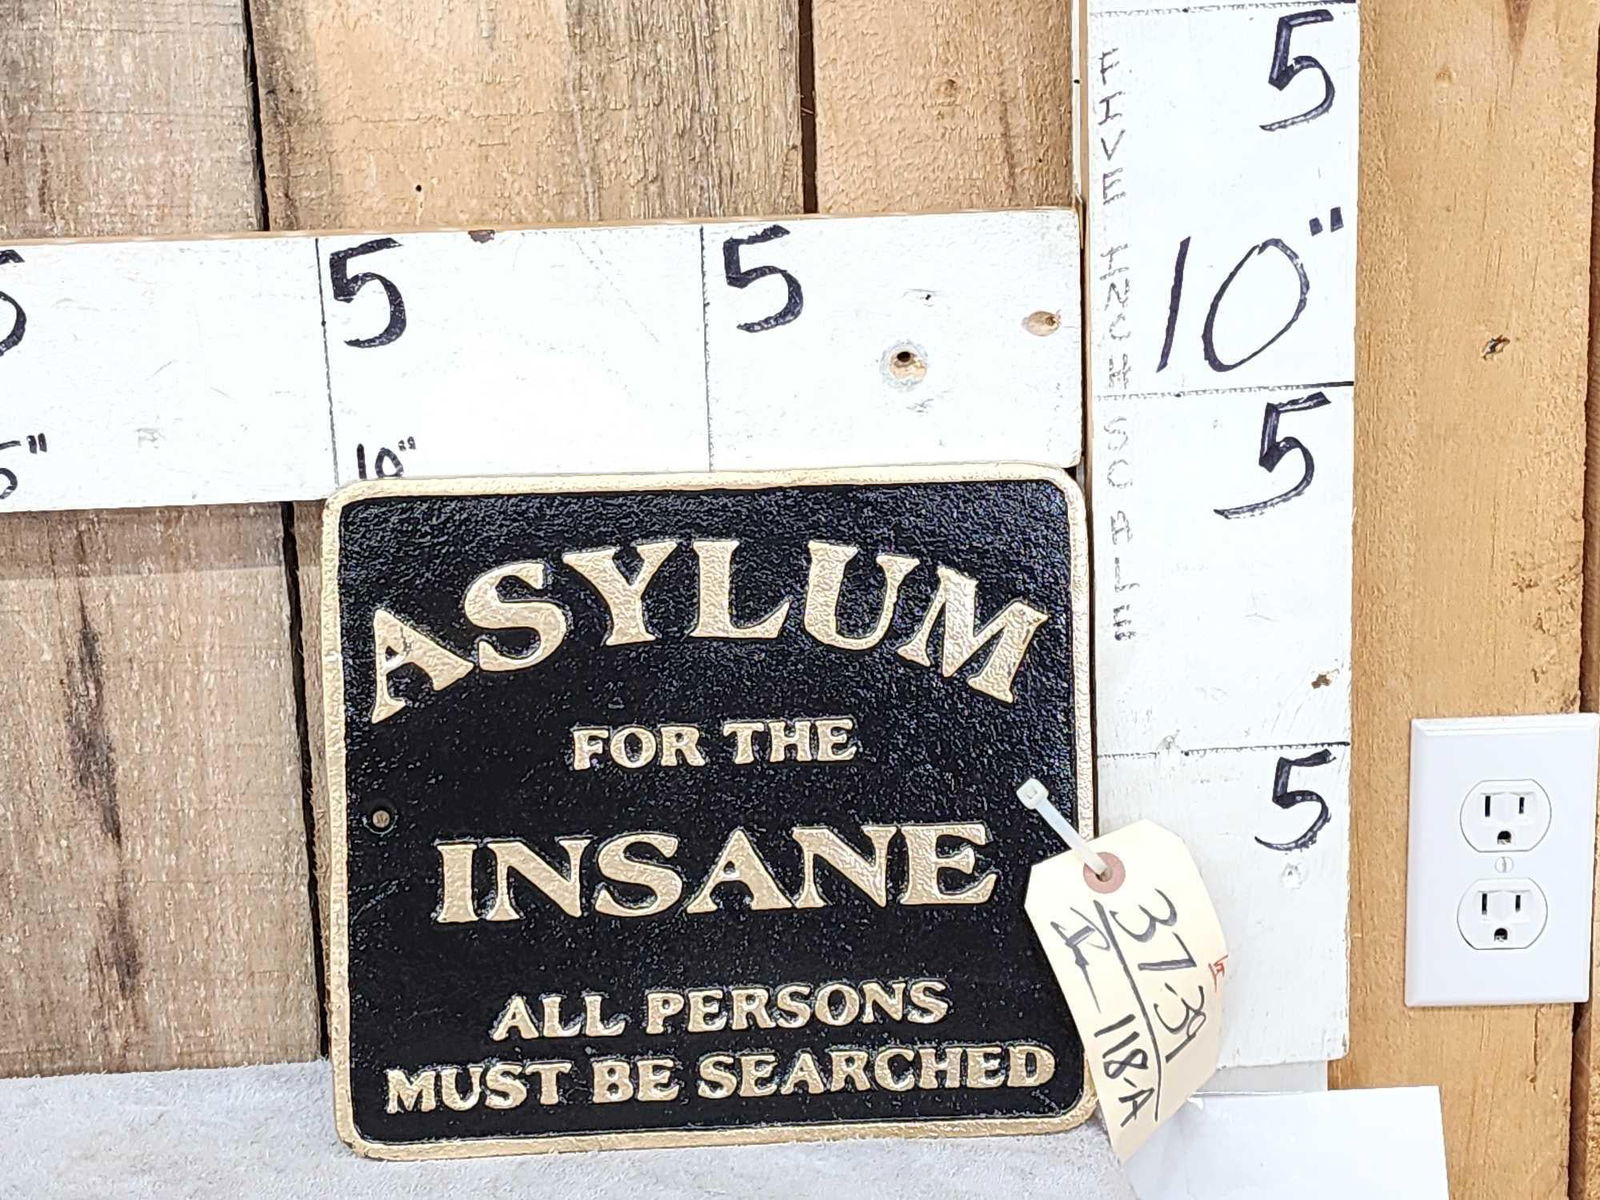 5
5
5
5"
10"
5
10"
5
5
FIVE INCH SCALE
ASYLUM
FOR THE
INSANE
ALL PERSONS
MUST BE SEARCHED
37-39
118-A